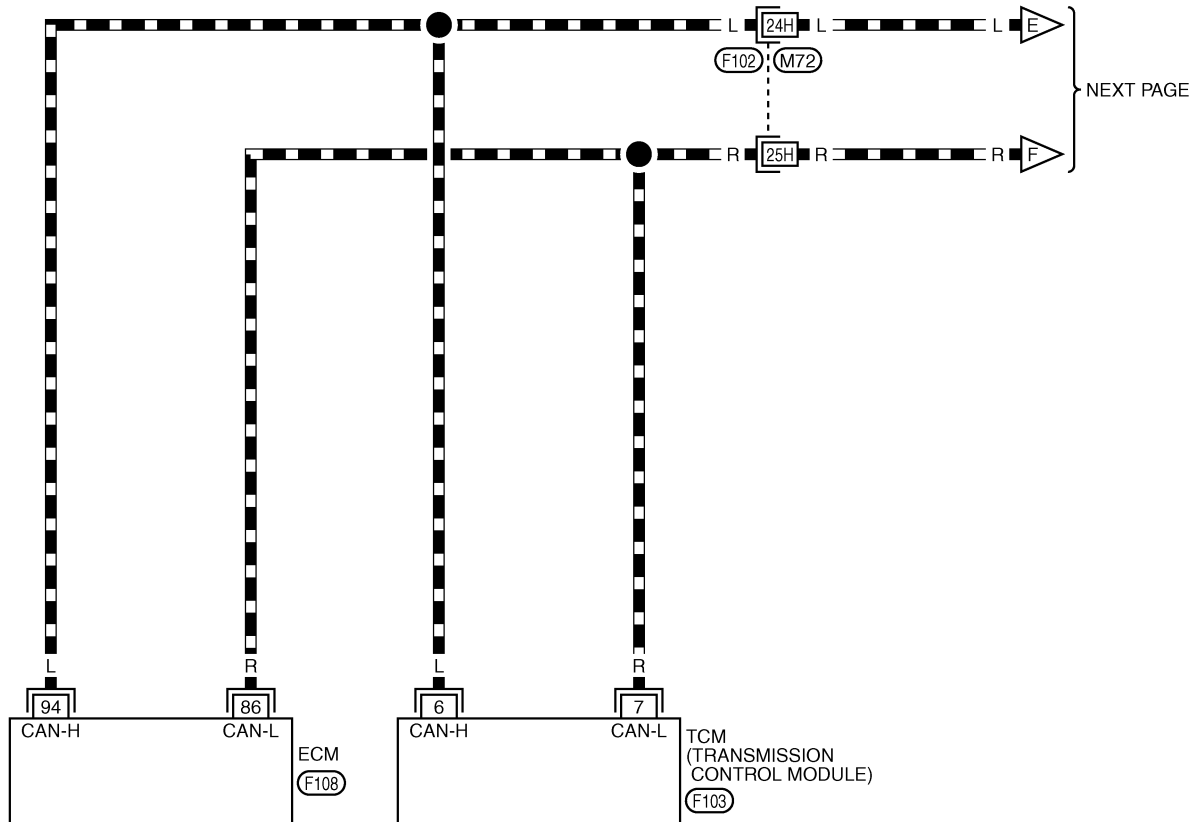 L 24H L L E
F102 M72
NEXT PAGE
R 25H R R F
L R L R
94 86 6 7
CAN-H CAN-L CAN-H CAN-L
ECM
F108
TCM
(TRANSMISSION
CONTROL MODULE)
F103